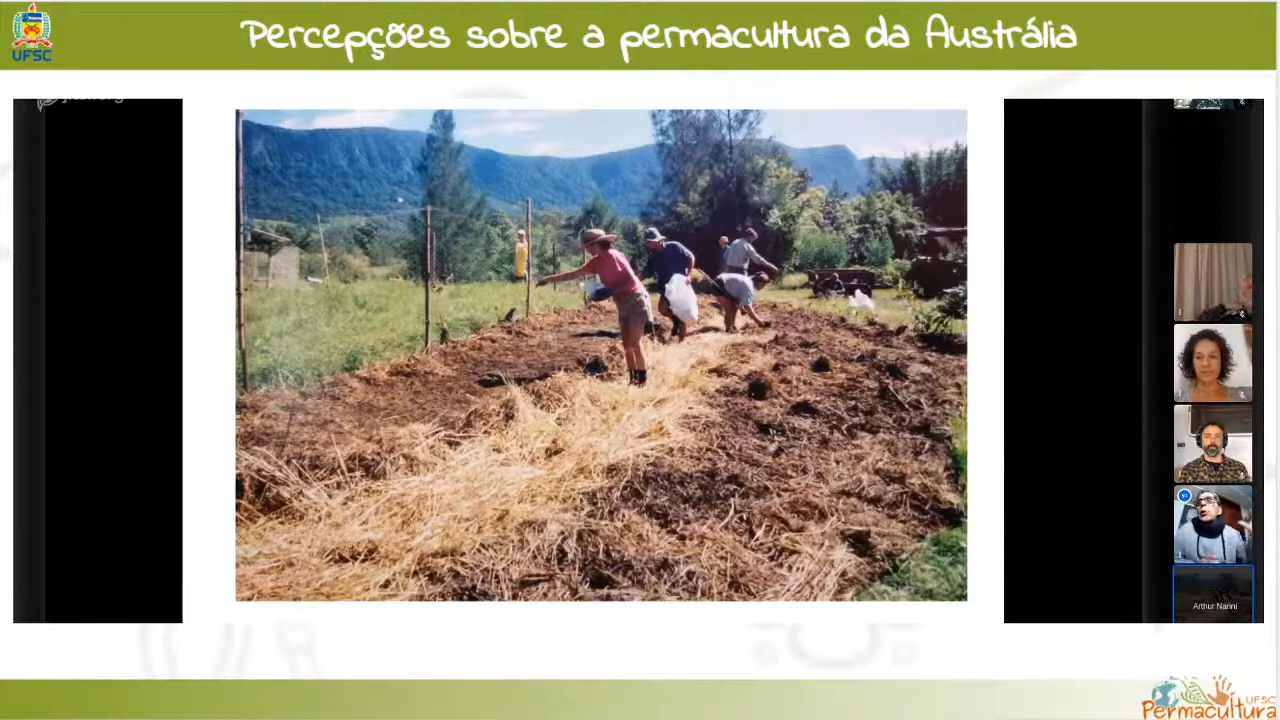 UFSC
Percepções sobre a permacultura da Austrália
Arthur Nanni
UFSC
Permacultura